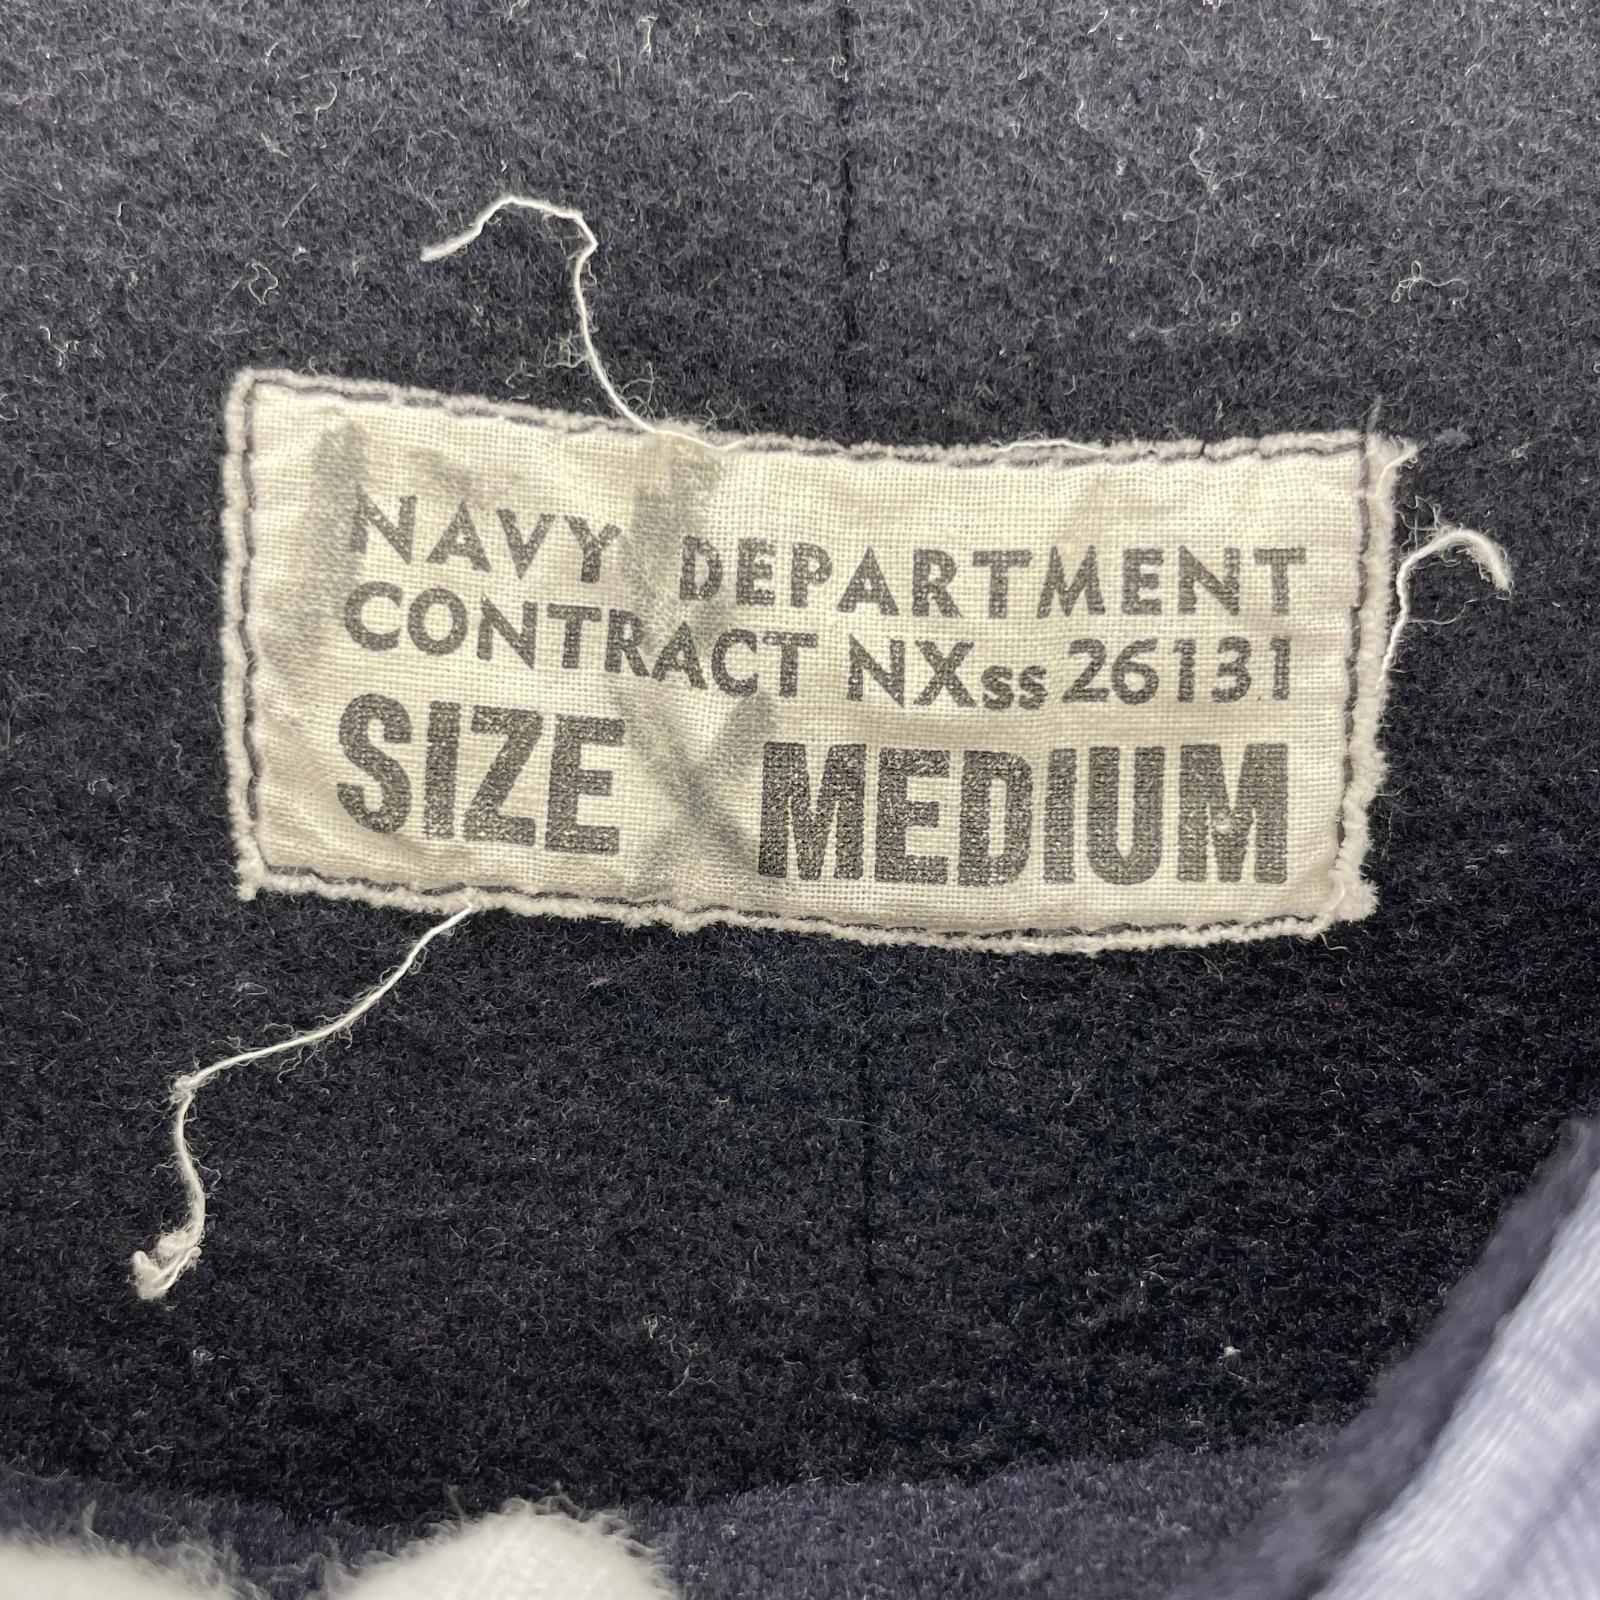 NAVY DEPARTMENT
CONTRACT NXss 26131
SIZE MEDIUM